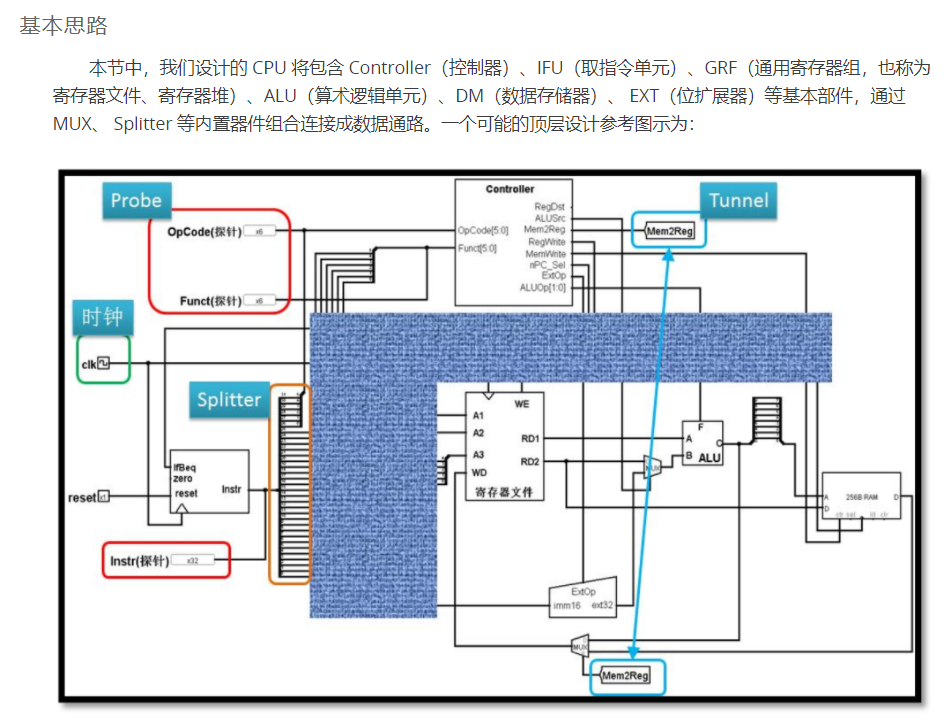 基本思路
本节中，我们设计的 CPU 将包含 Controller（控制器）、IFU（取指令单元）、GRF（通用寄存器组，也称为
寄存器文件、寄存器堆）、ALU（算术逻辑单元）、DM（数据存储器）、 EXT（位扩展器）等基本部件，通过
MUX、 Splitter 等内置器件组合连接成数据通路。一个可能的顶层设计参考图示为：
Controller
Probe
Tunnel
RegDst
ALUSrc
OpCode(探针)
x6
OpCode[5:0]
Mem2Reg
Mem2Reg
RegWrite
Funct[5:0]
MemWrite
nPC_Sel
ExtOp
ALUOp[1:0]
Funct(探针)
x6
时钟
clk
Splitter
WE
A1
A2
RD1
A3
RD2
WD
寄存器文件
F
A
B
C
ALU
MUX
IfBeq
zero
reset
Instr
reset
x1
A
D
256B RAM
D
str sel
ld clr
Instr(探针)
x32
ExtOp
imm16
ext32
MUX
Mem2Reg